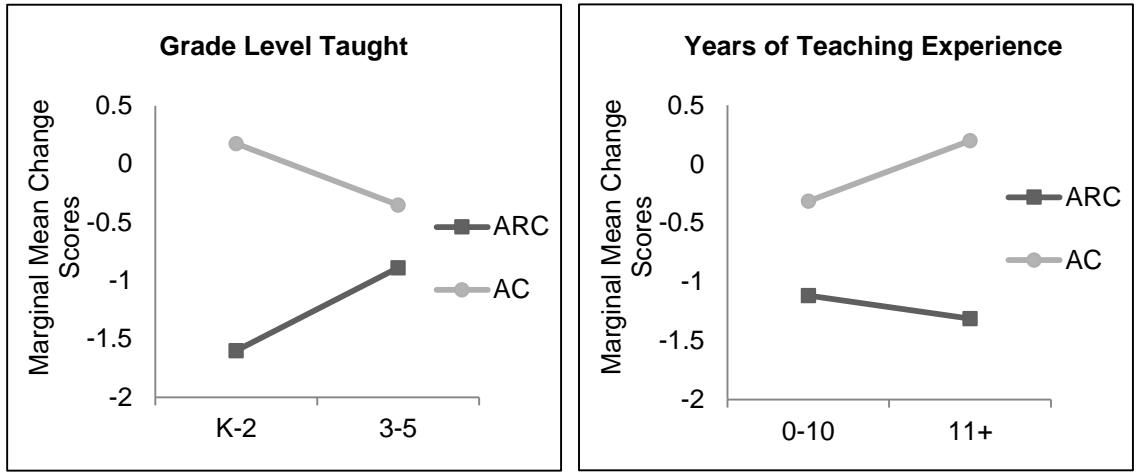 Grade Level Taught
Marginal Mean Change
Scores
0.5
0
-0.5
-1
-1.5
-2
K-2
3-5
ARC
AC
Years of Teaching Experience
Marginal Mean Change
Scores
0.5
0
-0.5
-1
-1.5
-2
0-10
11+
ARC
AC